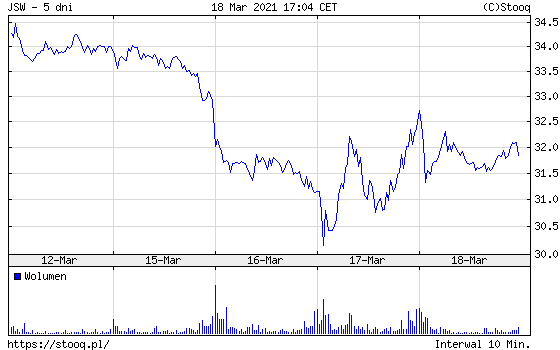 JSW - 5 dni 18 Mar 2021 17:04 CET (C)Stooq
34.5
34.0
33.5
33.0
32.5
32.0
31.5
31.0
30.5
30.0
12-Mar 15-Mar 16-Mar 17-Mar 18-Mar
Wolumen
https://stooq.pl/ Interwal 10 Min.